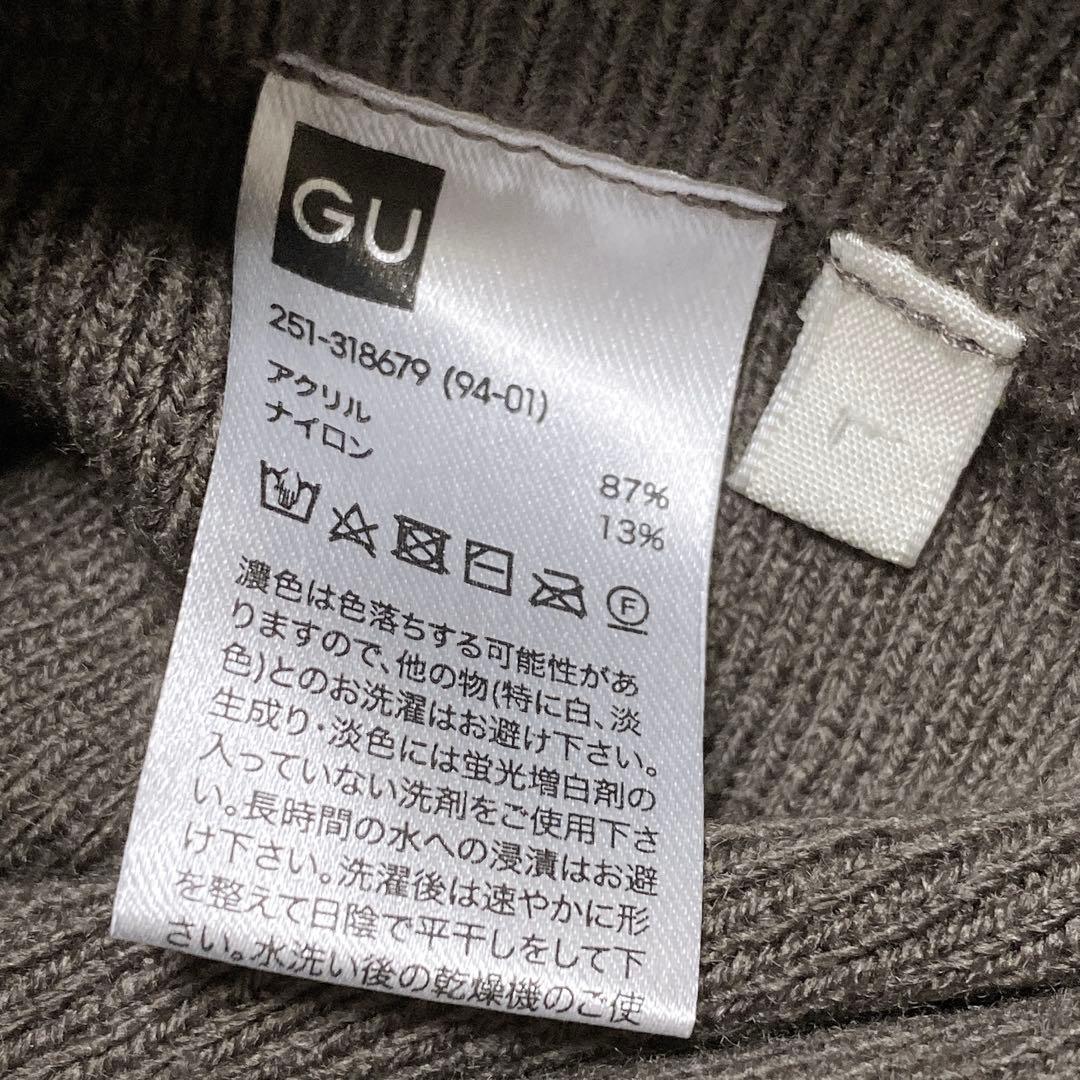 GU
251-318679 (94-01)
アクリル 87%
ナイロン 13%
F
濃色は色落ちする可能性があ
りますので、他の物(特に白、淡
色)とのお洗濯はお避け下さい。
生成り・淡色には蛍光増白剤の
入っていない洗剤をご使用下さ
い。長時間の水への浸漬はお避
け下さい。洗濯後は速やかに形
を整えて日陰で平干しをして下
さい。水洗い後の乾燥機のご使